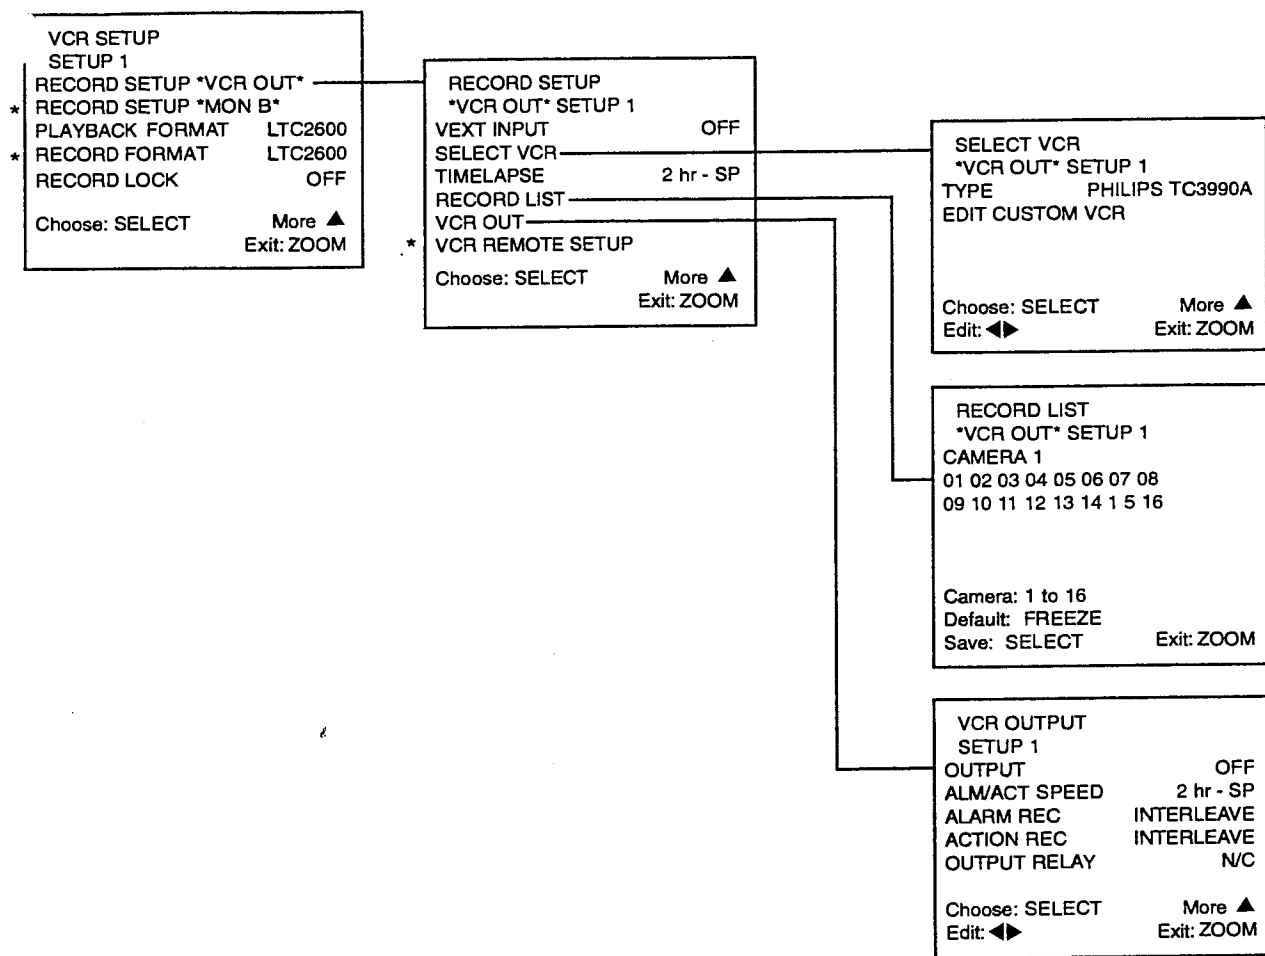 VCR SETUP
SETUP 1
RECORD SETUP *VCR OUT*
* RECORD SETUP *MON B*
PLAYBACK FORMAT LTC2600
* RECORD FORMAT LTC2600
RECORD LOCK OFF
Choose: SELECT More ▲
Exit: ZOOM
RECORD SETUP
*VCR OUT* SETUP 1
VEXT INPUT OFF
SELECT VCR
TIMELAPSE 2 hr - SP
RECORD LIST
VCR OUT
* VCR REMOTE SETUP
Choose: SELECT More ▲
Exit: ZOOM
SELECT VCR
*VCR OUT* SETUP 1
TYPE PHILIPS TC3990A
EDIT CUSTOM VCR
Choose: SELECT More ▲
Edit: ◀▶ Exit: ZOOM
RECORD LIST
*VCR OUT* SETUP 1
CAMERA 1
01 02 03 04 05 06 07 08
09 10 11 12 13 14 1 5 16
Camera: 1 to 16
Default: FREEZE
Save: SELECT Exit: ZOOM
VCR OUTPUT
SETUP 1
OUTPUT OFF
ALM/ACT SPEED 2 hr - SP
ALARM REC INTERLEAVE
ACTION REC INTERLEAVE
OUTPUT RELAY N/C
Choose: SELECT More ▲
Edit: ◀▶ Exit: ZOOM